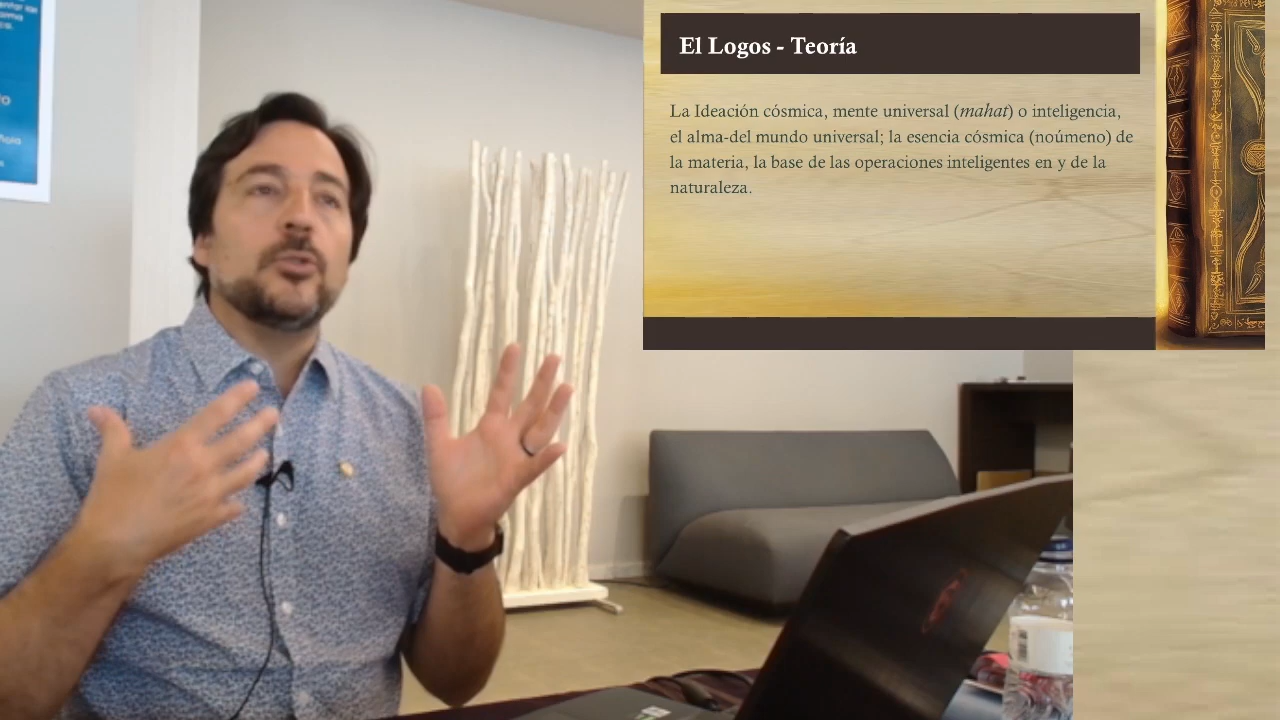 El Logos - Teoría
La Ideación cósmica, mente universal (mahat) o inteligencia,
el alma-del mundo universal; la esencia cósmica (noúmeno) de
la materia, la base de las operaciones inteligentes en y de la
naturaleza.